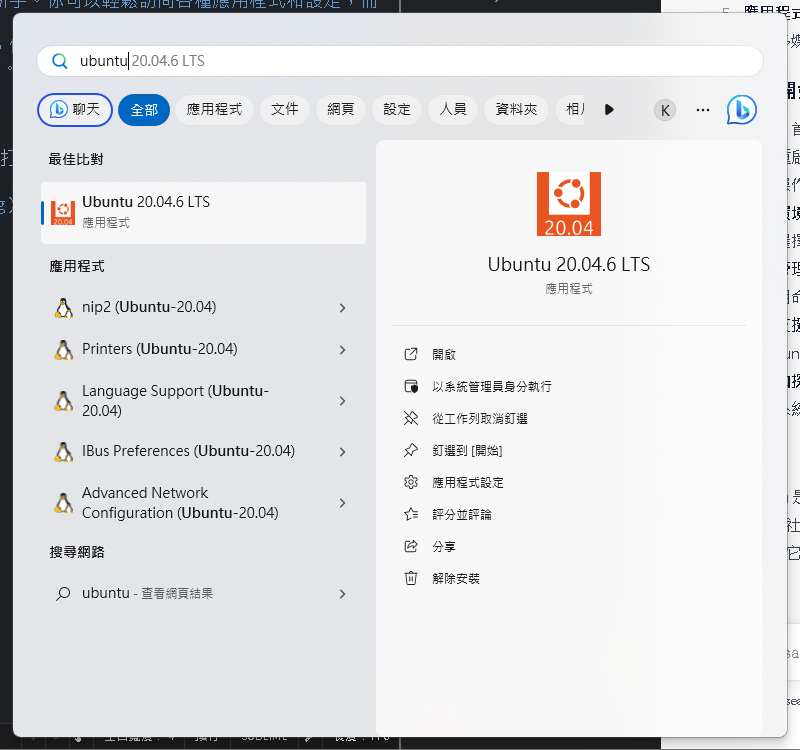 ubuntu 20.04.6 LTS
聊天 全部 應用程式 文件 網頁 設定 人員 資料夾 相片 K
最佳比對
Ubuntu 20.04.6 LTS
應用程式
應用程式
nip2 (Ubuntu-20.04)
Printers (Ubuntu-20.04)
Language Support (Ubuntu-
20.04)
IBus Preferences (Ubuntu-20.04)
Advanced Network
Configuration (Ubuntu-20.04)
搜尋網路
ubuntu - 查看網頁結果
20.04
20.04
Ubuntu 20.04.6 LTS
應用程式
開啟
以系統管理員身分執行
從工作列取消釘選
釘選到 [開始]
應用程式設定
評分並評論
分享
解除安裝